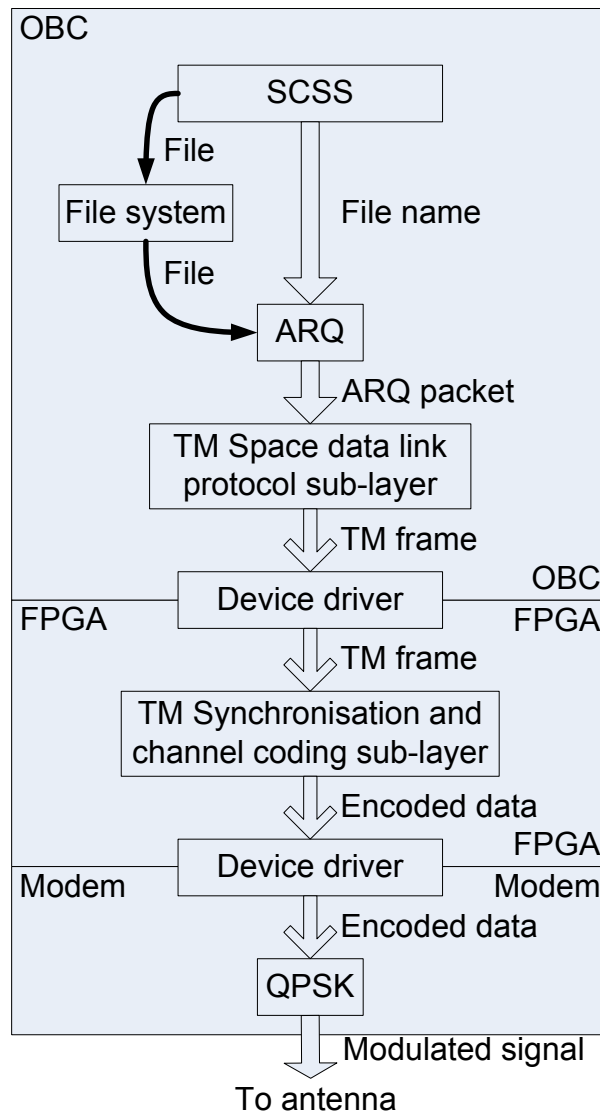 OBC
SCSS
File
File system
File name
File
ARQ
ARQ packet
TM Space data link
protocol sub-layer
TM frame
OBC
Device driver
FPGA
FPGA
TM frame
TM Synchronisation and
channel coding sub-layer
Encoded data
FPGA
Device driver
Modem
Modem
Encoded data
QPSK
Modulated signal
To antenna